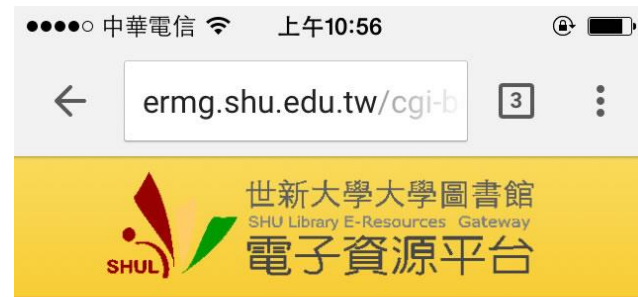 中華電信 上午10:56
ermg.shu.edu.tw/cgi-b 3
世新大學大學圖書館
SHU Library E-Resources Gateway
電子資源平台
SHUL